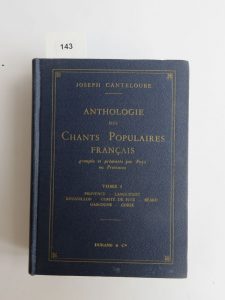 143
JOSEPH CANTELOUBE
ANTHOLOGIE
DES
CHANTS POPULAIRES
FRANÇAIS
groupés et présentés par Pays
ou Provinces
TOME I
PROVENCE - LANGUEDOC
ROUSSILLON - COMTÉ DE FOIX - BÉARN
GASCOGNE - CORSE
DURAND & Cie